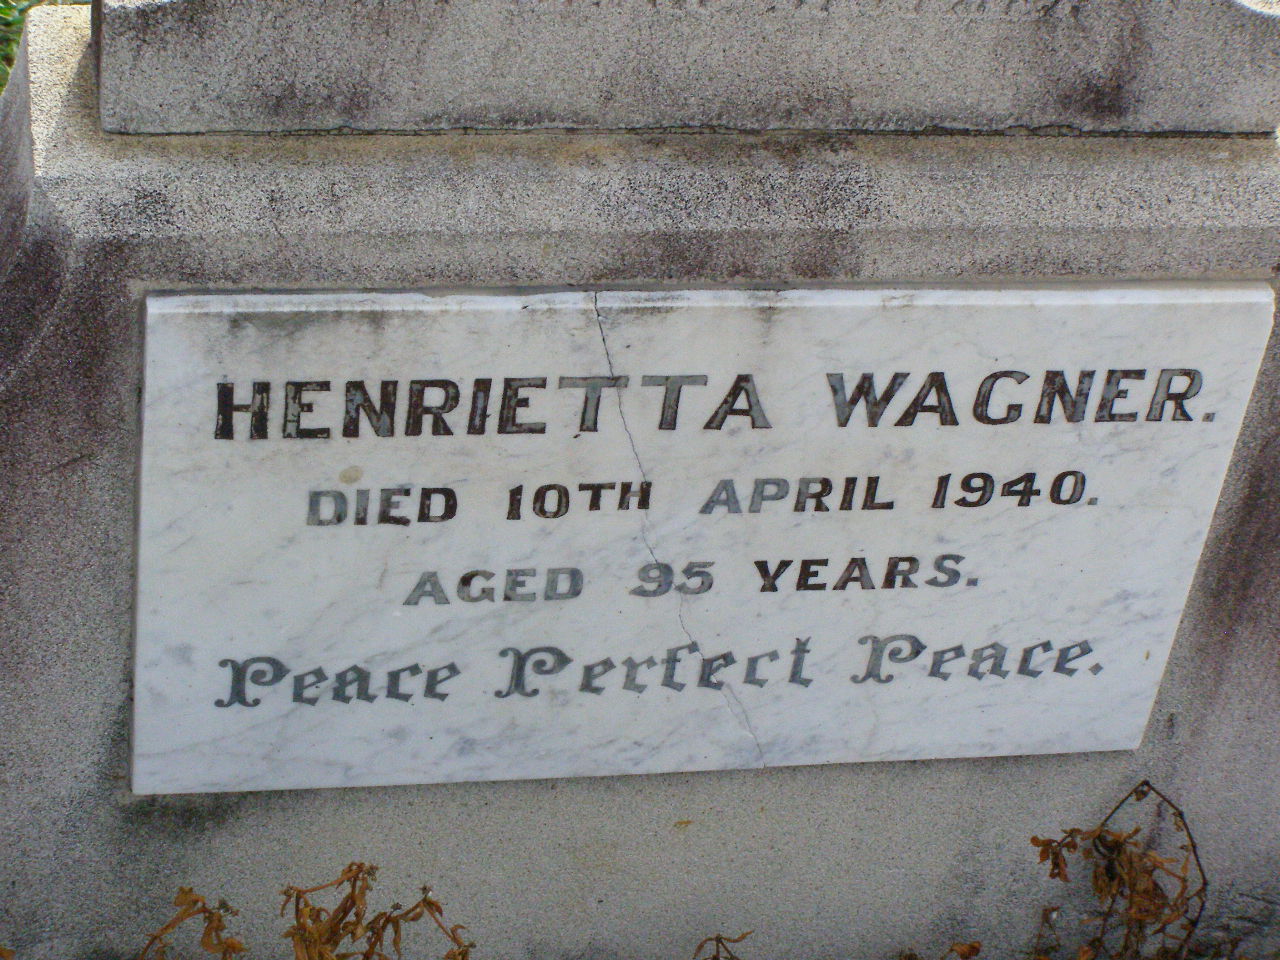 HENRIETTA WAGNER.
DIED 10TH APRIL 1940.
AGED 95 YEARS.
Peace Perfect Peace.